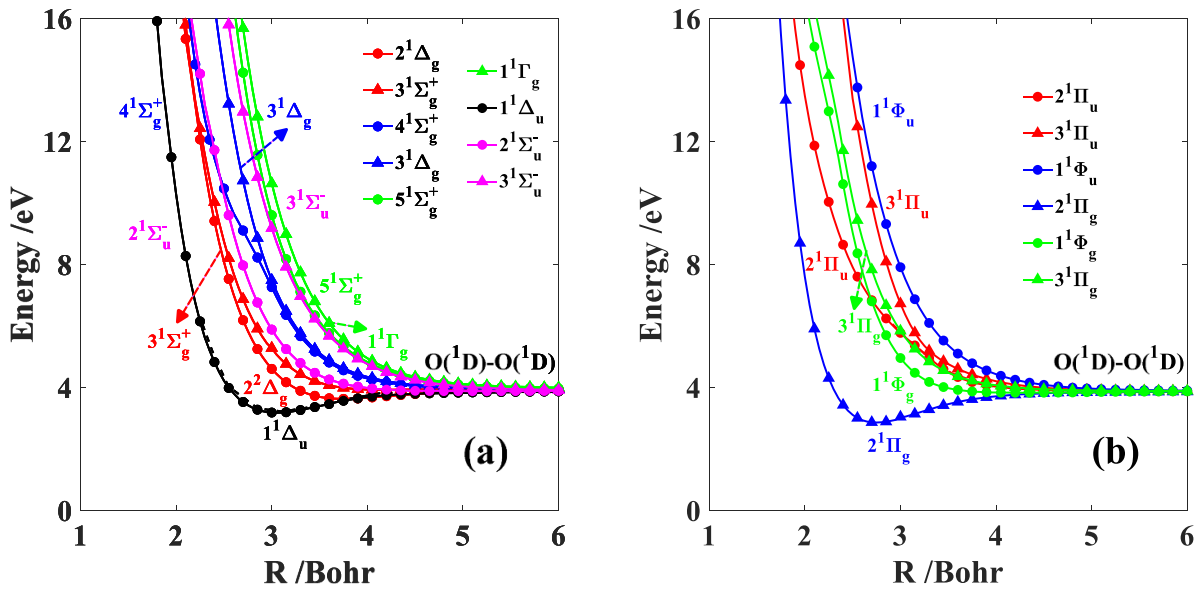 16
12
8
4
0
Energy /eV
1 2 3 4 5 6
R /Bohr
2¹Δg
3¹Σg⁺
4¹Σg⁺
3¹Δg
5¹Σg⁺
1¹Γg
1¹Δu
2¹Σu⁻
3¹Σu⁻
4¹Σg⁺
3¹Δg
2¹Σu⁻
3¹Σu⁻
3¹Σg⁺
5¹Σg⁺
1¹Γg
2²Δg
1¹Δu
O(¹D)-O(¹D)
(a)
16
12
8
4
0
Energy /eV
1 2 3 4 5 6
R /Bohr
2¹Πu
3¹Πu
1¹Φu
2¹Πg
1¹Φg
3¹Πg
1¹Φu
3¹Πu
2¹Πu
3¹Πg
1¹Φg
2¹Πg
O(¹D)-O(¹D)
(b)